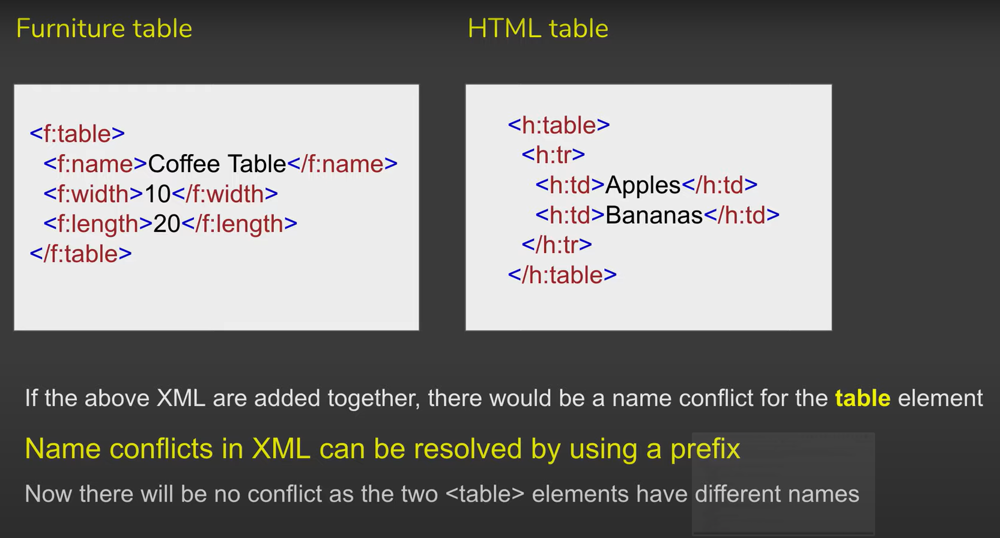 Furniture table
HTML table
<f:table>
<f:name>Coffee Table</f:name>
<f:width>10</f:width>
<f:length>20</f:length>
</f:table>
<h:table>
<h:tr>
<h:td>Apples</h:td>
<h:td>Bananas</h:td>
</h:tr>
</h:table>
If the above XML are added together, there would be a name conflict for the table element
Name conflicts in XML can be resolved by using a prefix
Now there will be no conflict as the two <table> elements have different names